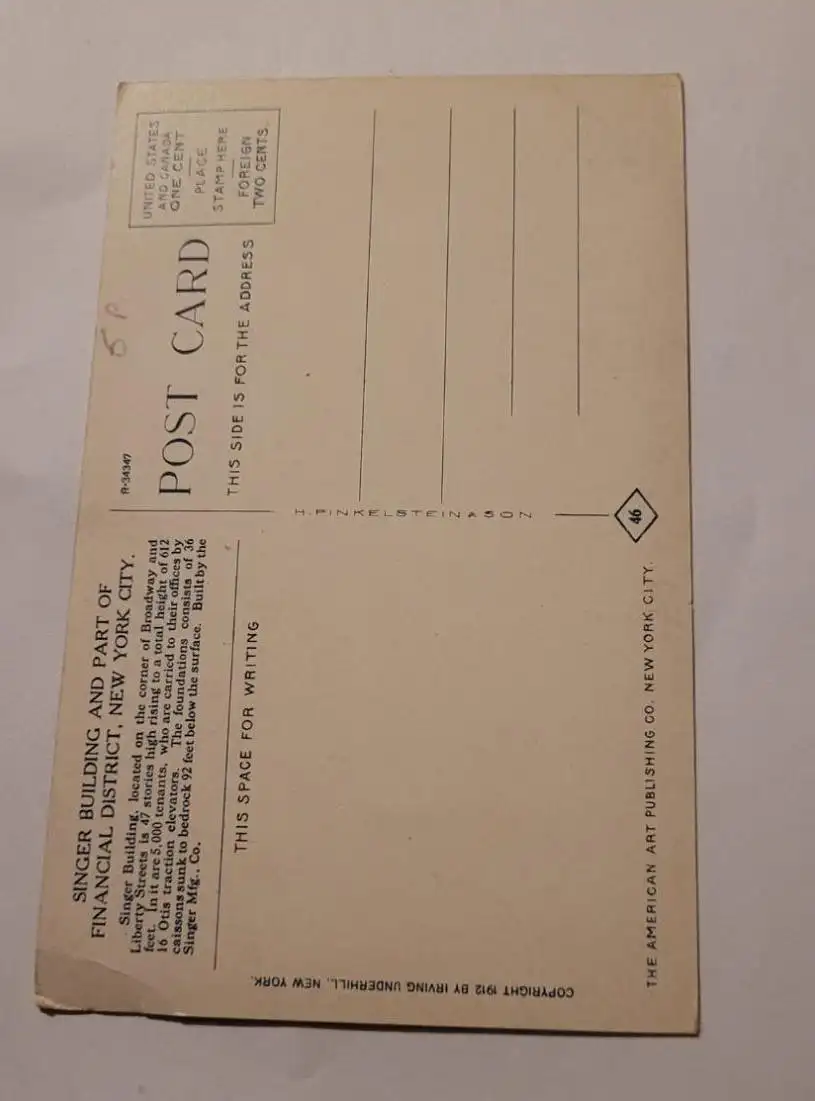 SINGER BUILDING AND PART OF
FINANCIAL DISTRICT, NEW YORK CITY.
Singer Building, located on the corner of Broadway and
Liberty Streets is 47 stories high rising to a total height of 612
feet. In it are 5,000 tenants, who are carried to their offices by
16 Otis traction elevators. The foundations consists of 36
caissons sunk to bedrock 92 feet below the surface. Built by the
Singer Mfg., Co.
THIS SPACE FOR WRITING
COPYRIGHT 1912 BY IRVING UNDERHILL, NEW YORK.
THE AMERICAN ART PUBLISHING CO. NEW YORK CITY.
H. FINKELSTEIN & SON
46
R-34347
5 P
POST CARD
THIS SIDE IS FOR THE ADDRESS
UNITED STATES
AND CANADA
ONE CENT
PLACE
STAMP HERE
FOREIGN
TWO CENTS.